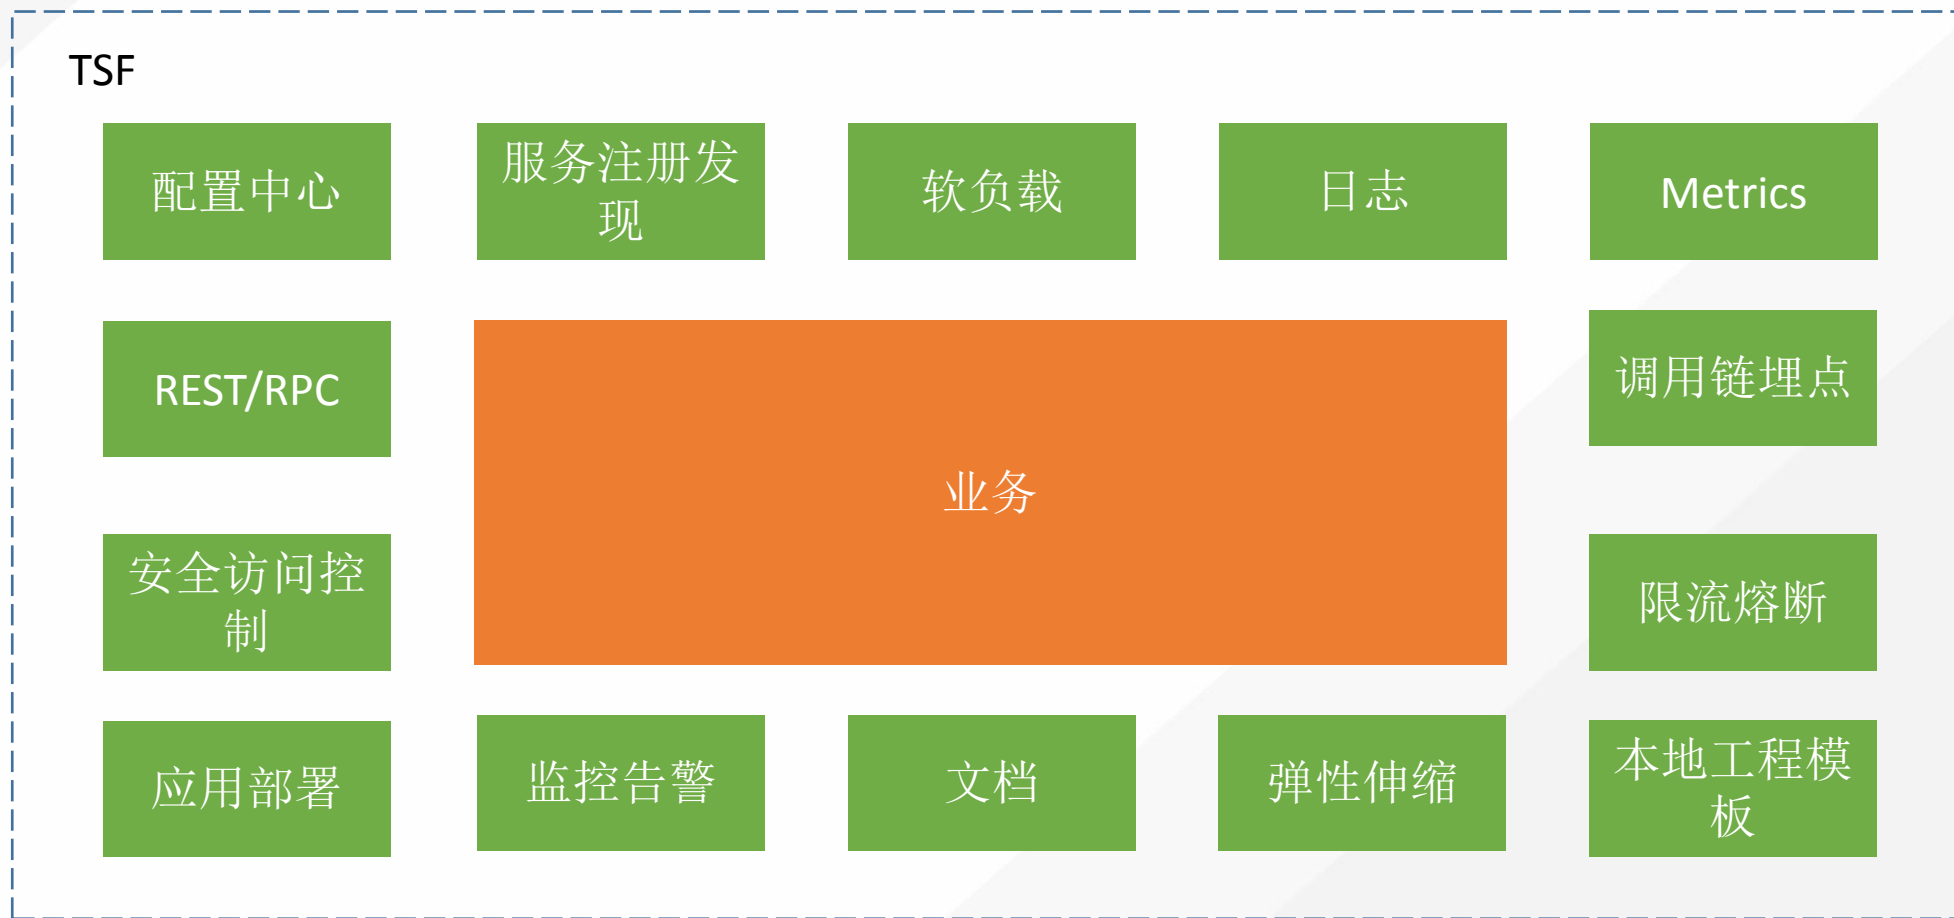 TSF
配置中心
服务注册发
现
软负载
日志
Metrics
REST/RPC
业务
调用链埋点
安全访问控
制
限流熔断
应用部署
监控告警
文档
弹性伸缩
本地工程模
板